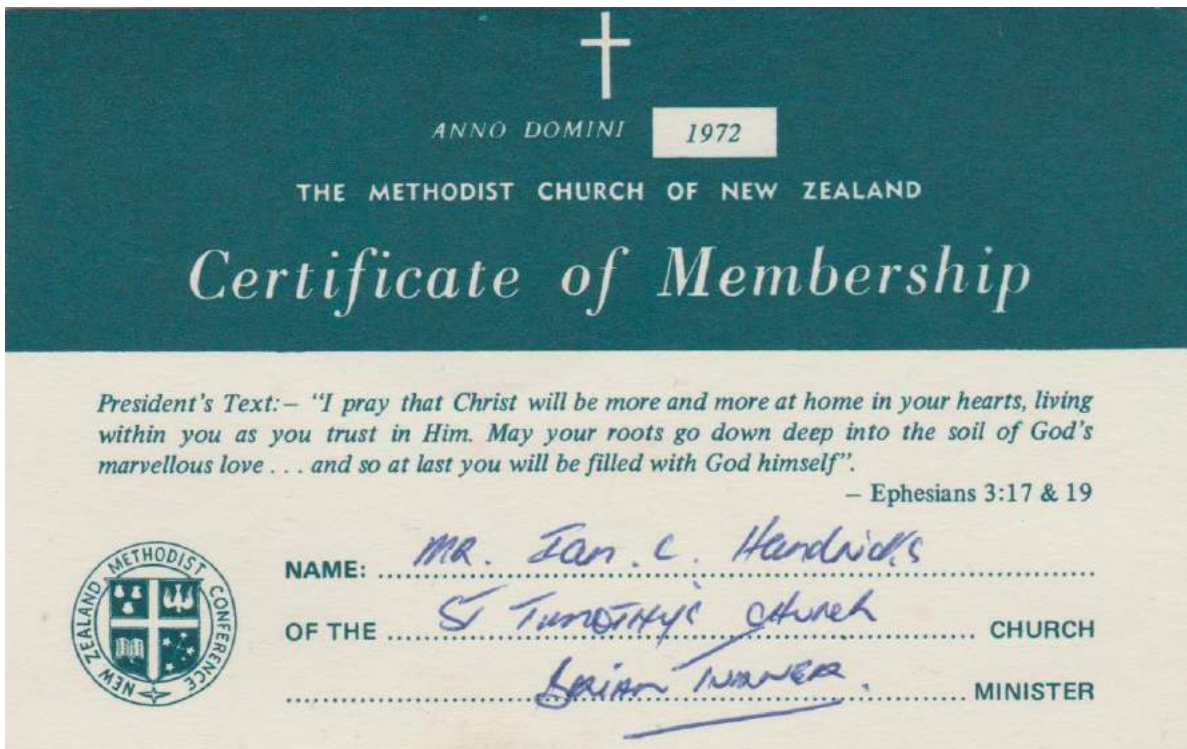 ANNO DOMINI 1972
THE METHODIST CHURCH OF NEW ZEALAND
Certificate of Membership
President's Text:– “I pray that Christ will be more and more at home in your hearts, living
within you as you trust in Him. May your roots go down deep into the soil of God's
marvellous love . . . and so at last you will be filled with God himself”.
– Ephesians 3:17 & 19
NEW ZEALAND METHODIST CONFERENCE
NAME: MR. Ian. C. Hendricks
OF THE ST TIMOTHY'S CHURCH CHURCH
BRIAN TURNER. MINISTER